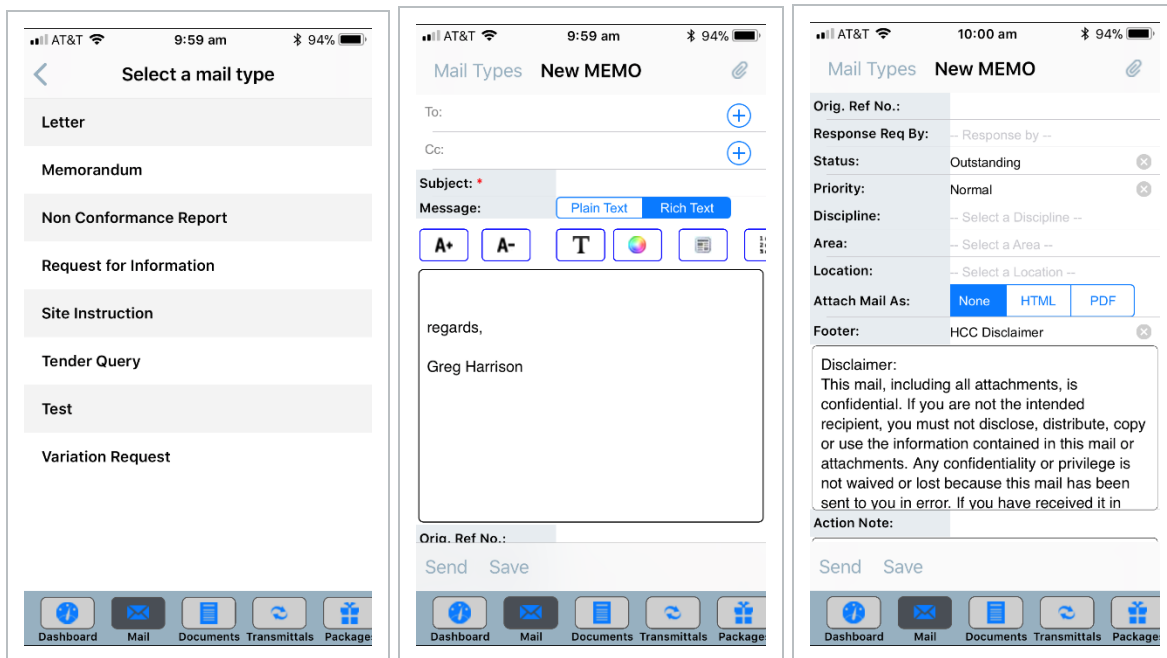 AT&T 9:59 am 94%
Select a mail type
Letter
Memorandum
Non Conformance Report
Request for Information
Site Instruction
Tender Query
Test
Variation Request
Dashboard Mail Documents Transmittals Package
AT&T 9:59 am 94%
Mail Types New MEMO
To:
Cc:
Subject: *
Message: Plain Text Rich Text
A+ A- T
regards,
Greg Harrison
Orig. Ref No.:
Send Save
Dashboard Mail Documents Transmittals Package
AT&T 10:00 am 94%
Mail Types New MEMO
Orig. Ref No.:
Response Req By: -- Response by --
Status: Outstanding
Priority: Normal
Discipline: -- Select a Discipline --
Area: -- Select a Area --
Location: -- Select a Location --
Attach Mail As: None HTML PDF
Footer: HCC Disclaimer
Disclaimer:
This mail, including all attachments, is
confidential. If you are not the intended
recipient, you must not disclose, distribute, copy
or use the information contained in this mail or
attachments. Any confidentiality or privilege is
not waived or lost because this mail has been
sent to you in error. If you have received it in
Action Note:
Send Save
Dashboard Mail Documents Transmittals Package